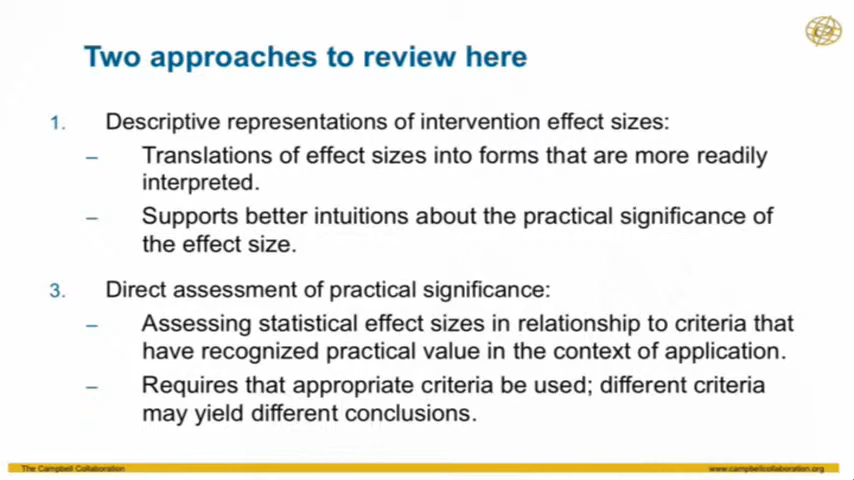 Two approaches to review here
1. Descriptive representations of intervention effect sizes:
– Translations of effect sizes into forms that are more readily
interpreted.
– Supports better intuitions about the practical significance of
the effect size.
3. Direct assessment of practical significance:
– Assessing statistical effect sizes in relationship to criteria that
have recognized practical value in the context of application.
– Requires that appropriate criteria be used; different criteria
may yield different conclusions.
The Campbell Collaboration
www.campbellcollaboration.org